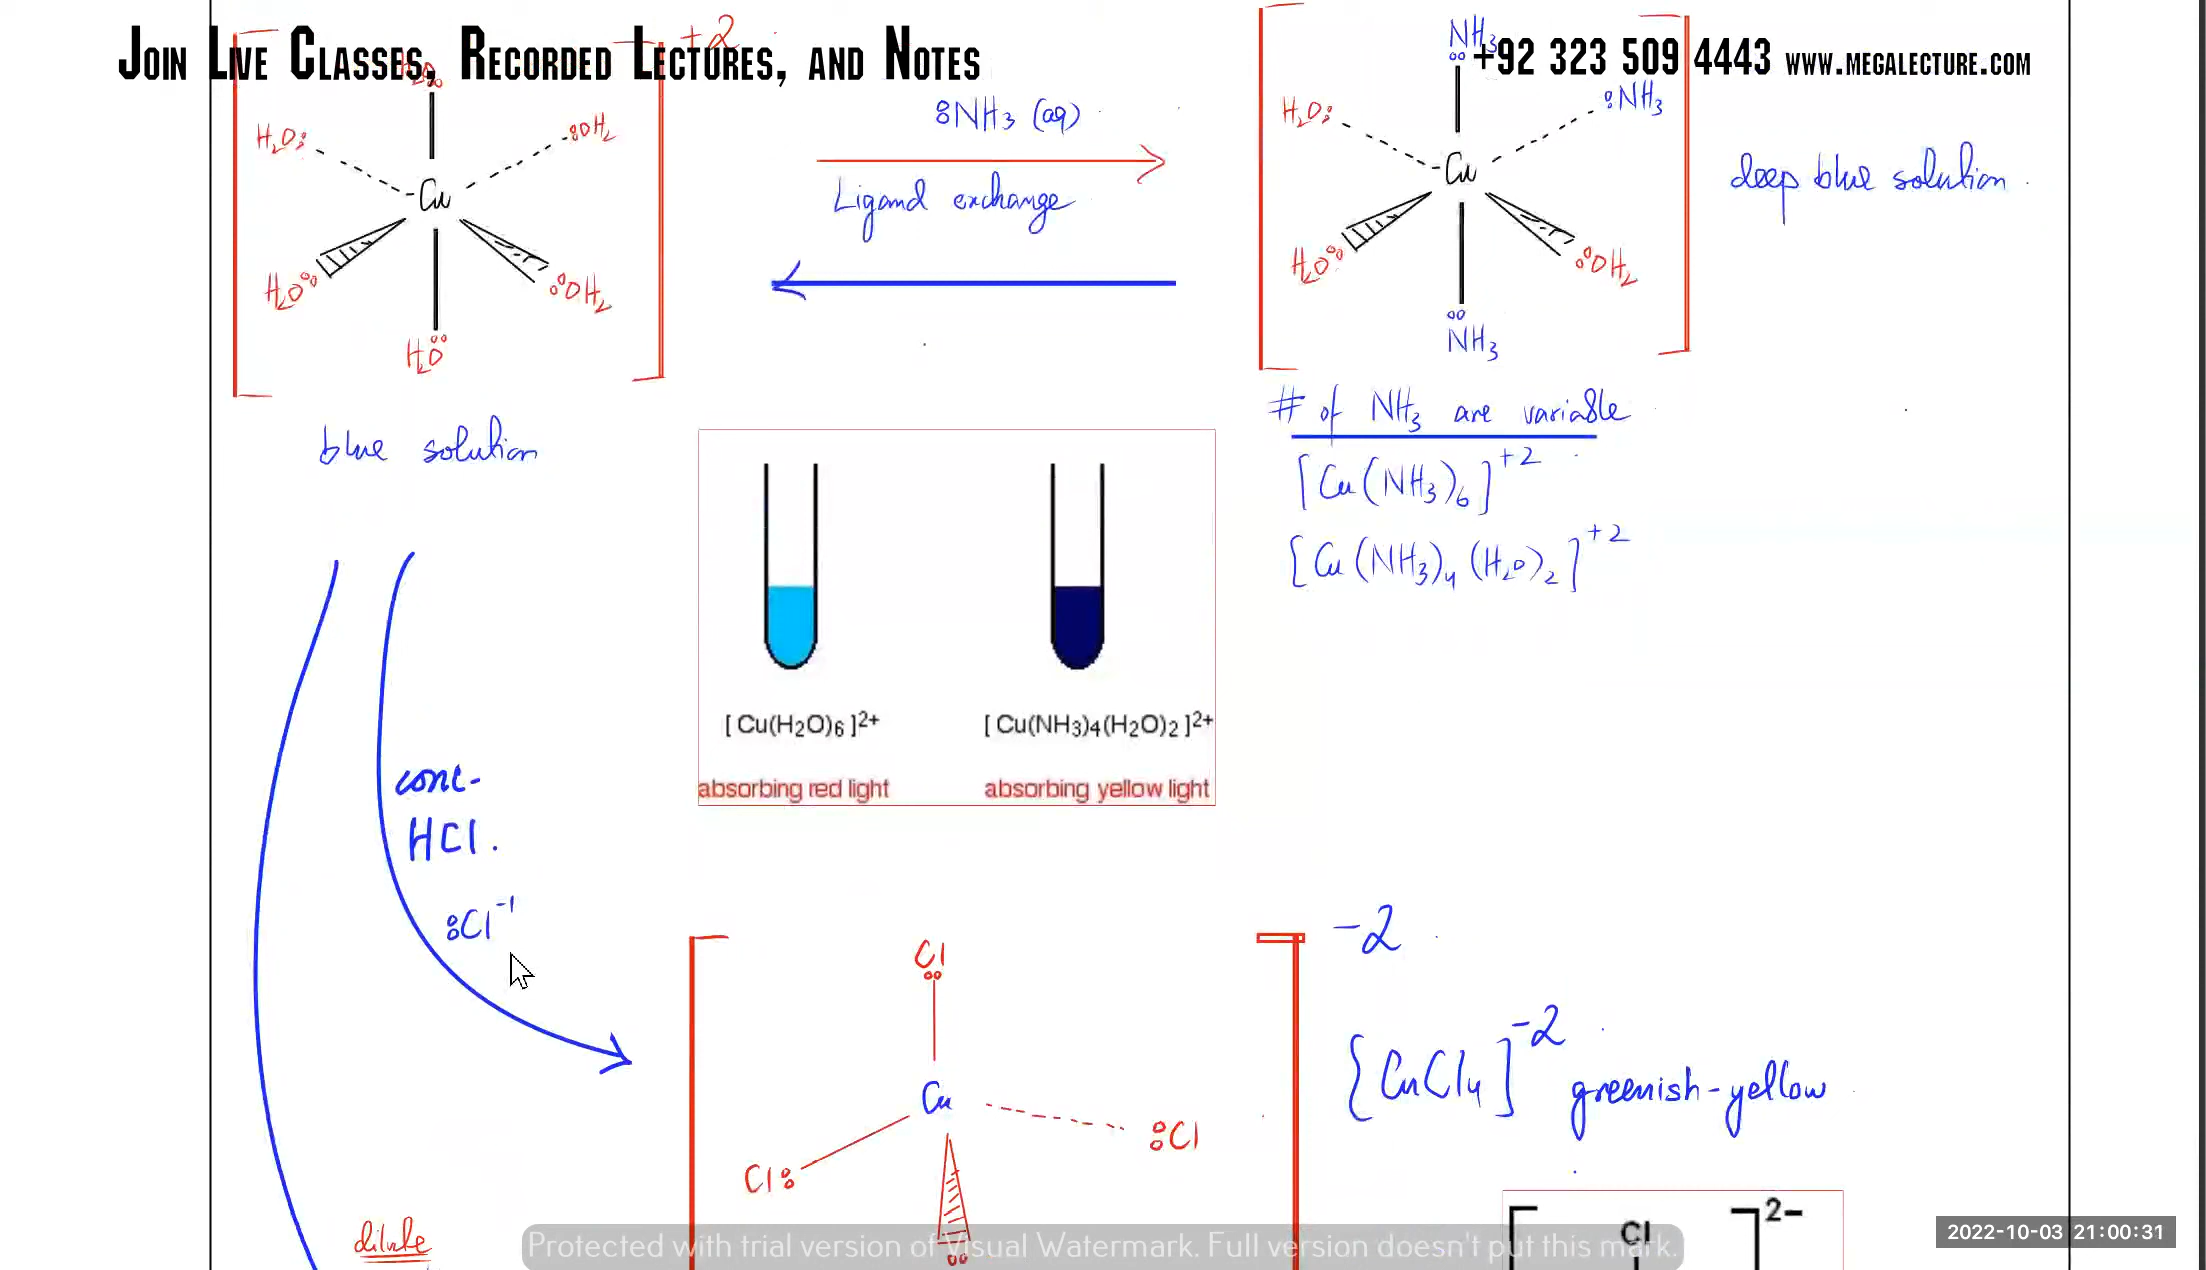 JOIN LIVE CLASSES, RECORDED LECTURES, AND NOTES
+92 323 509 4443 WWW.MEGALECTURE.COM
+2
H2O
H2O
OH2
Cu
H2O
OH2
H2O
blue solution
NH3 (aq)
Ligand exchange
NH3
H2O
NH3
Cu
H2O
OH2
NH3
deep blue solution
# of NH3 are variable
[Cu(NH3)6]+2
[Cu(NH3)4(H2O)2]+2
[Cu(H2O)6]2+
[Cu(NH3)4(H2O)2]2+
absorbing red light
absorbing yellow light
conc.
HCl.
Cl-1
Cl
Cu
Cl
Cl
-2
[CuCl4]-2
greenish-yellow
dilute
Cl
2-
Protected with trial version of Visual Watermark. Full version doesn't put this mark.
2022-10-03 21:00:31